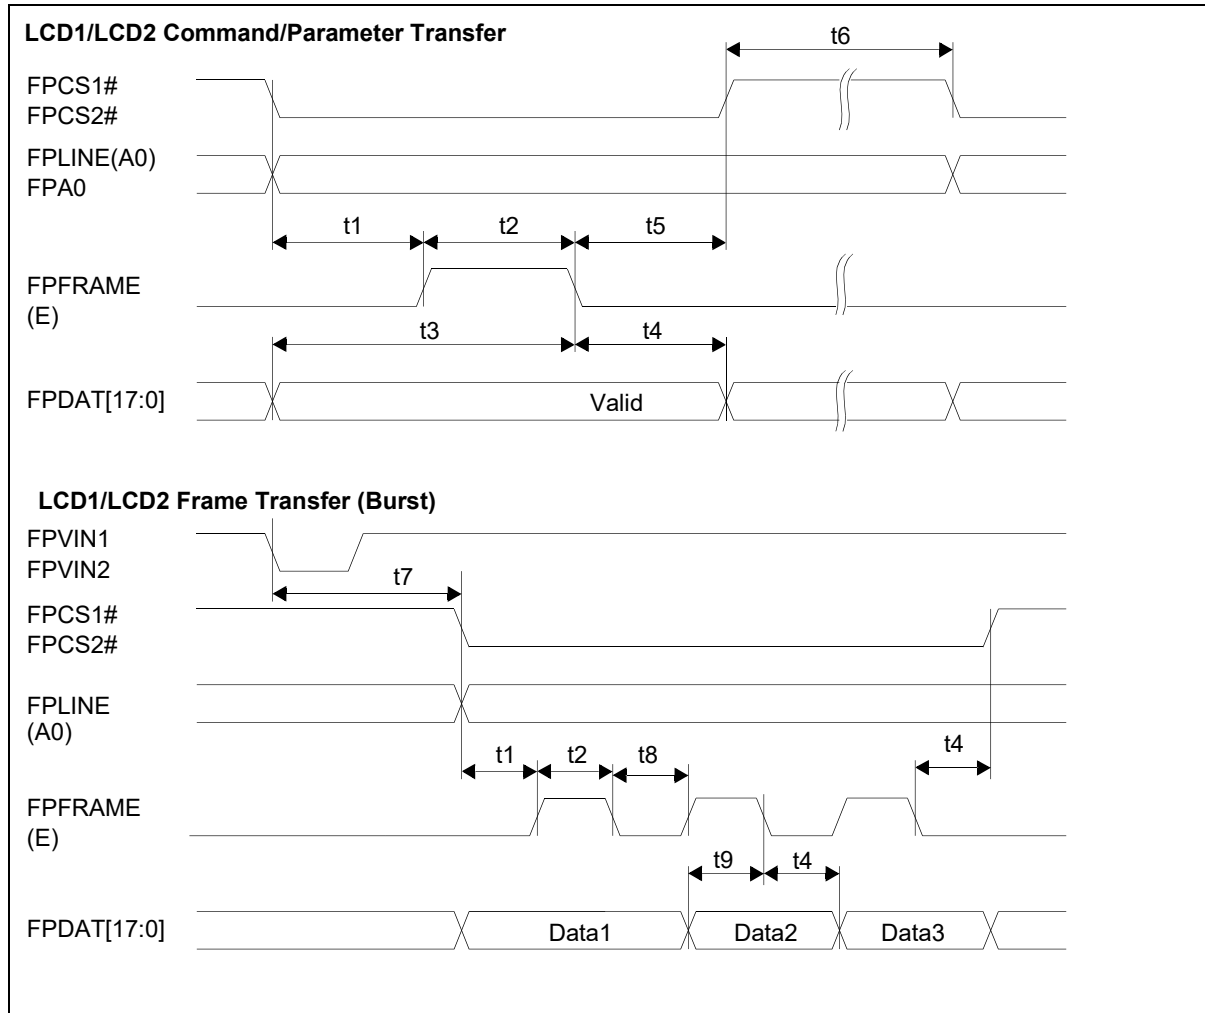 LCD1/LCD2 Command/Parameter Transfer
t6
FPCS1#
FPCS2#
FPLINE(A0)
FPA0
t1
t2
t5
FPFRAME
(E)
t3
t4
FPDAT[17:0]
Valid
LCD1/LCD2 Frame Transfer (Burst)
FPVIN1
FPVIN2
t7
FPCS1#
FPCS2#
FPLINE
(A0)
t1
t2
t8
t4
FPFRAME
(E)
t9
t4
FPDAT[17:0]
Data1
Data2
Data3